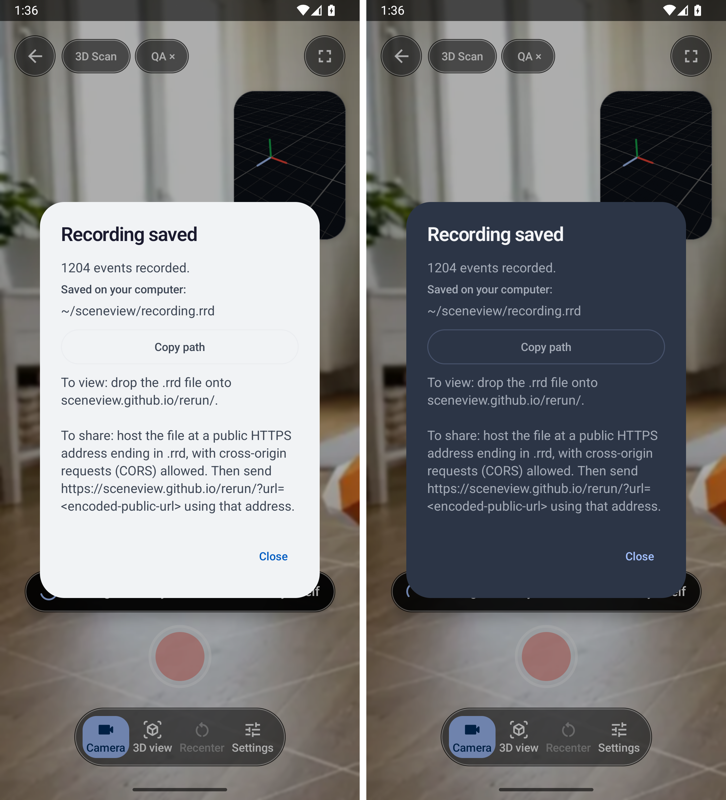 1:36
3D Scan
QA ×
Recording saved
1204 events recorded.
Saved on your computer:
~/sceneview/recording.rrd
Copy path
To view: drop the .rrd file onto
sceneview.github.io/rerun/.
To share: host the file at a public HTTPS
address ending in .rrd, with cross-origin
requests (CORS) allowed. Then send
https://sceneview.github.io/rerun/?url=
<encoded-public-url> using that address.
Close
Camera
3D view
Recenter
Settings
1:36
3D Scan
QA ×
Recording saved
1204 events recorded.
Saved on your computer:
~/sceneview/recording.rrd
Copy path
To view: drop the .rrd file onto
sceneview.github.io/rerun/.
To share: host the file at a public HTTPS
address ending in .rrd, with cross-origin
requests (CORS) allowed. Then send
https://sceneview.github.io/rerun/?url=
<encoded-public-url> using that address.
Close
Camera
3D view
Recenter
Settings